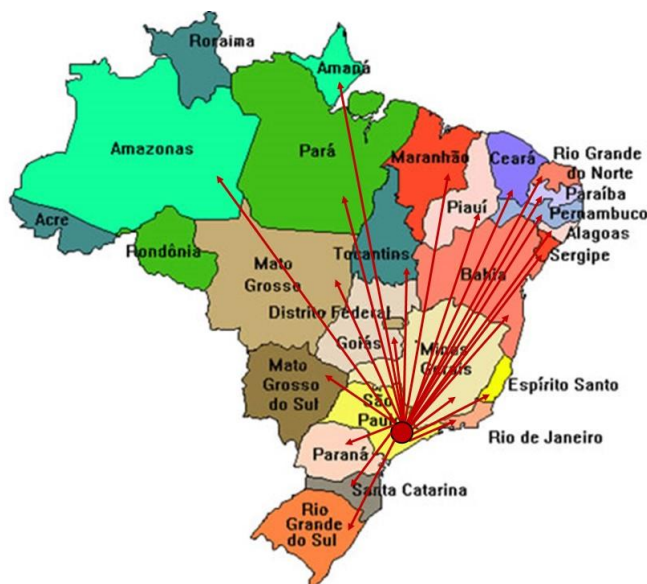 Roraima
Amaná
Amazonas
Pará
Maranhão
Ceará
Rio Grande
do Norte
Paraíba
Piauí
Pernambuco
Acre
Alagoas
Rondônia
Tocantins
Sergipe
Mato
Grosso
Bahia
Distrito Federal
Goiás
Minas
Gerais
Mato
Grosso
do Sul
Espírito Santo
São
Paul
Rio de Janeiro
Paraná
Santa Catarina
Rio
Grande
do Sul